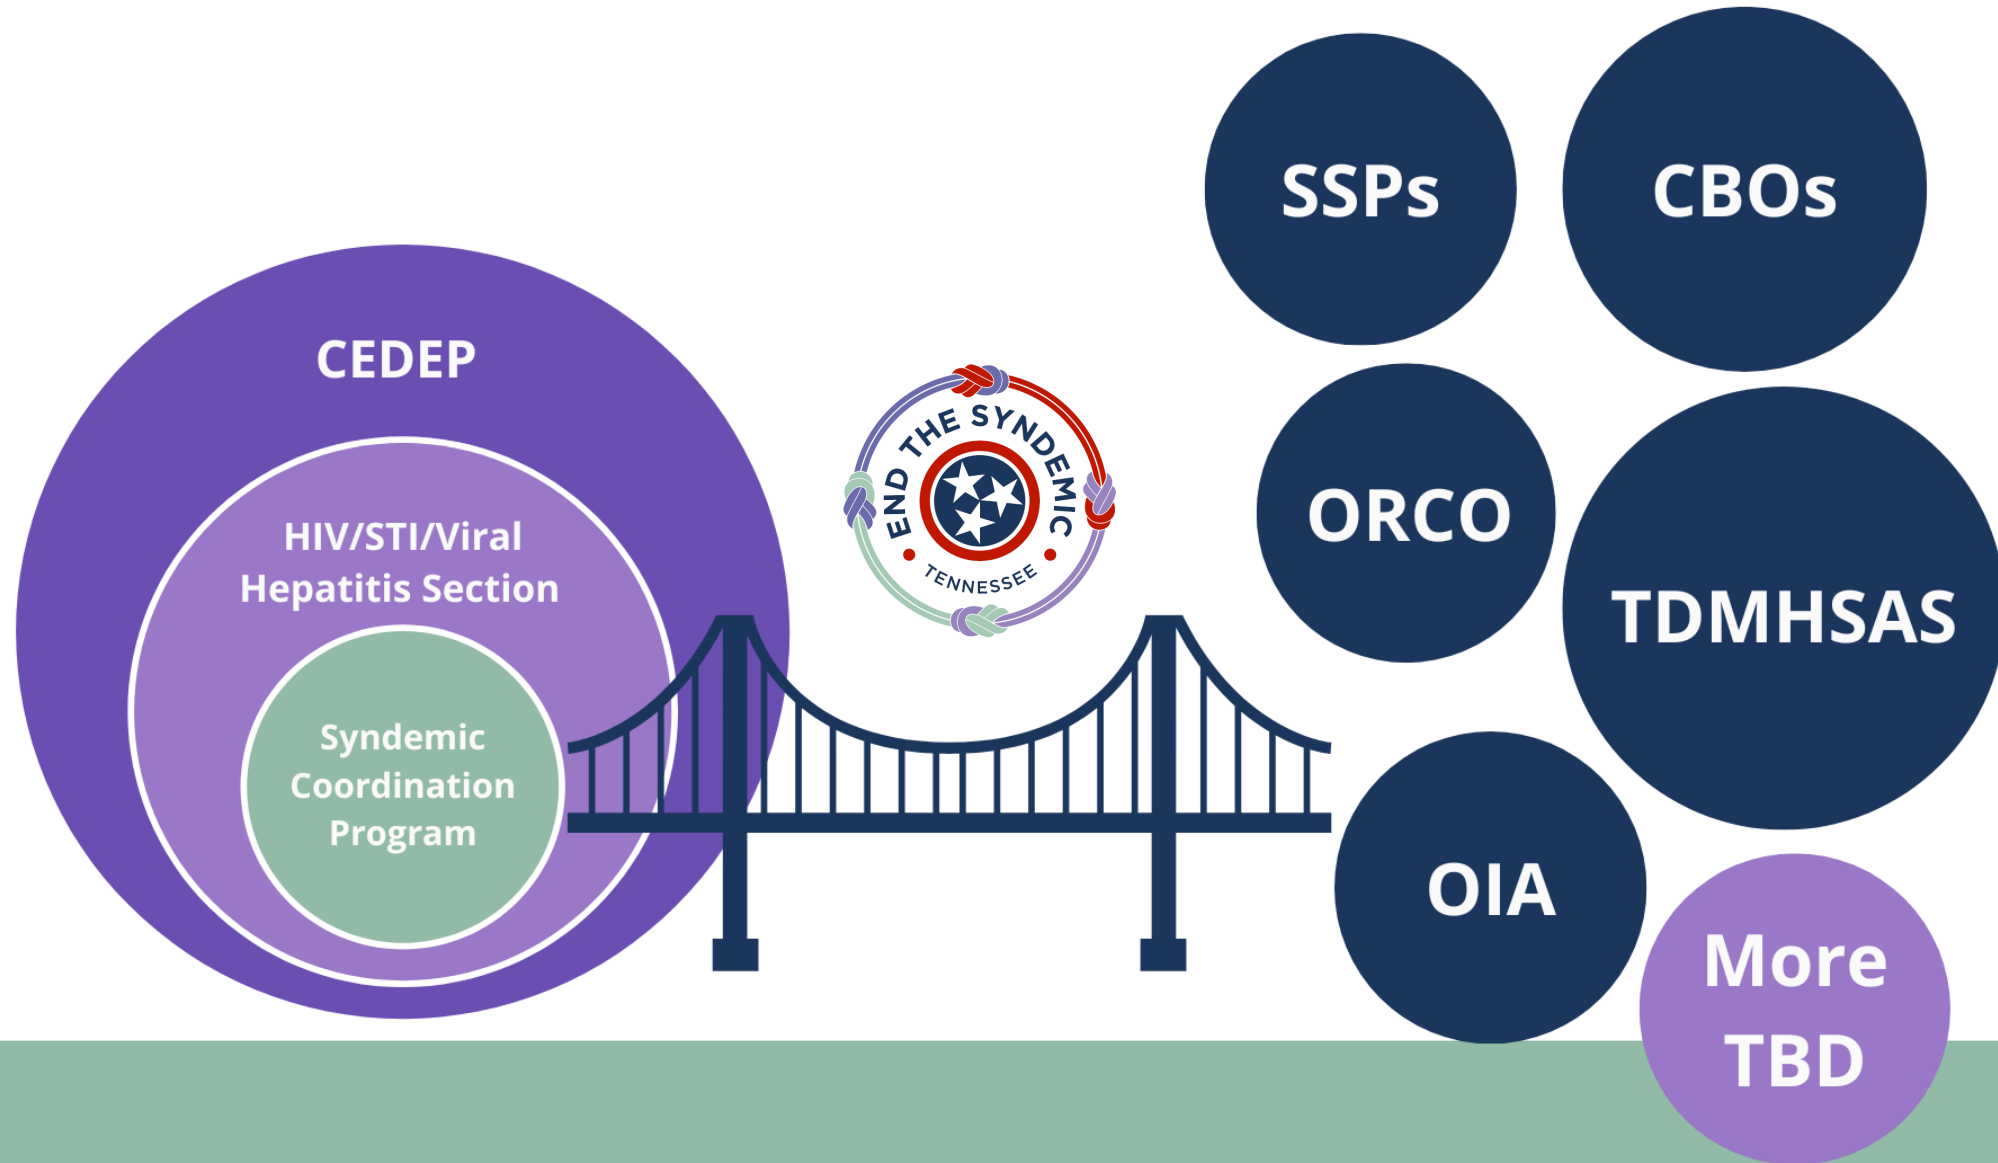 CEDEP
HIV/STI/Viral
Hepatitis Section
Syndemic
Coordination
Program
END THE SYNDEMIC
TENNESSEE
SSPs
CBOs
ORCO
TDMHSAS
OIA
More
TBD